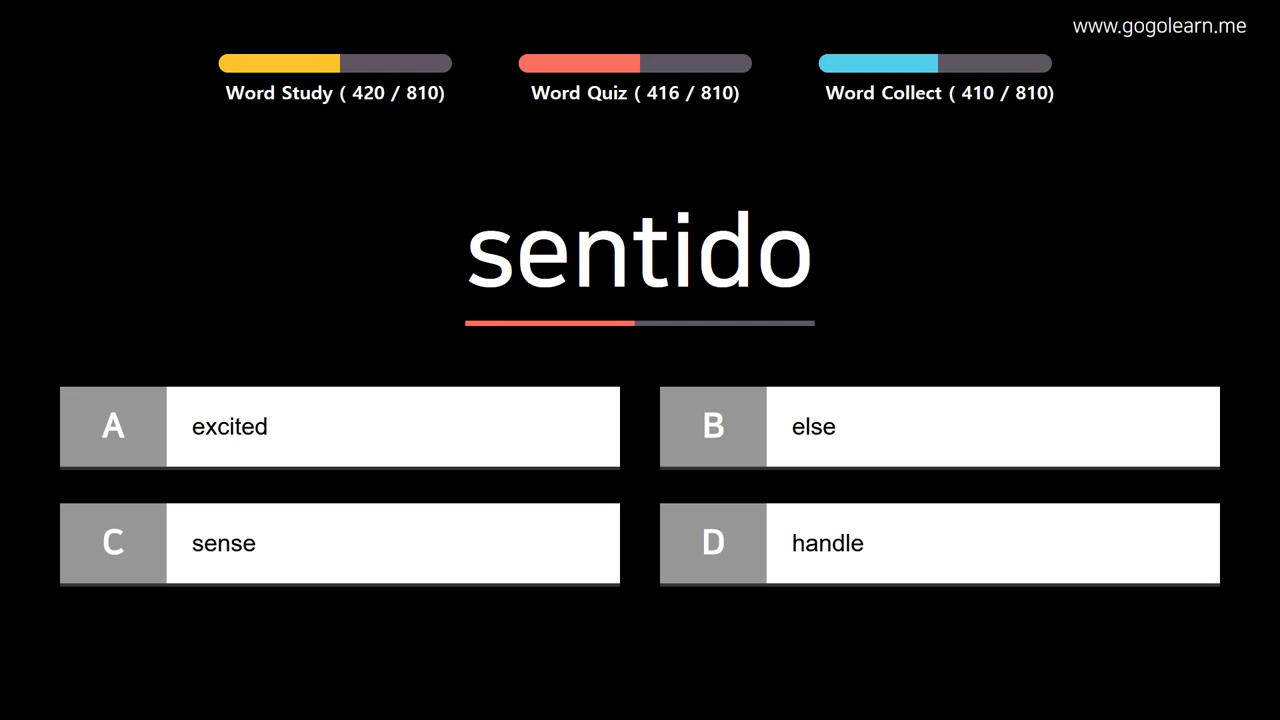 www.gogolearn.me
Word Study ( 420 / 810)
Word Quiz ( 416 / 810)
Word Collect ( 410 / 810)
sentido
A excited
B else
C sense
D handle